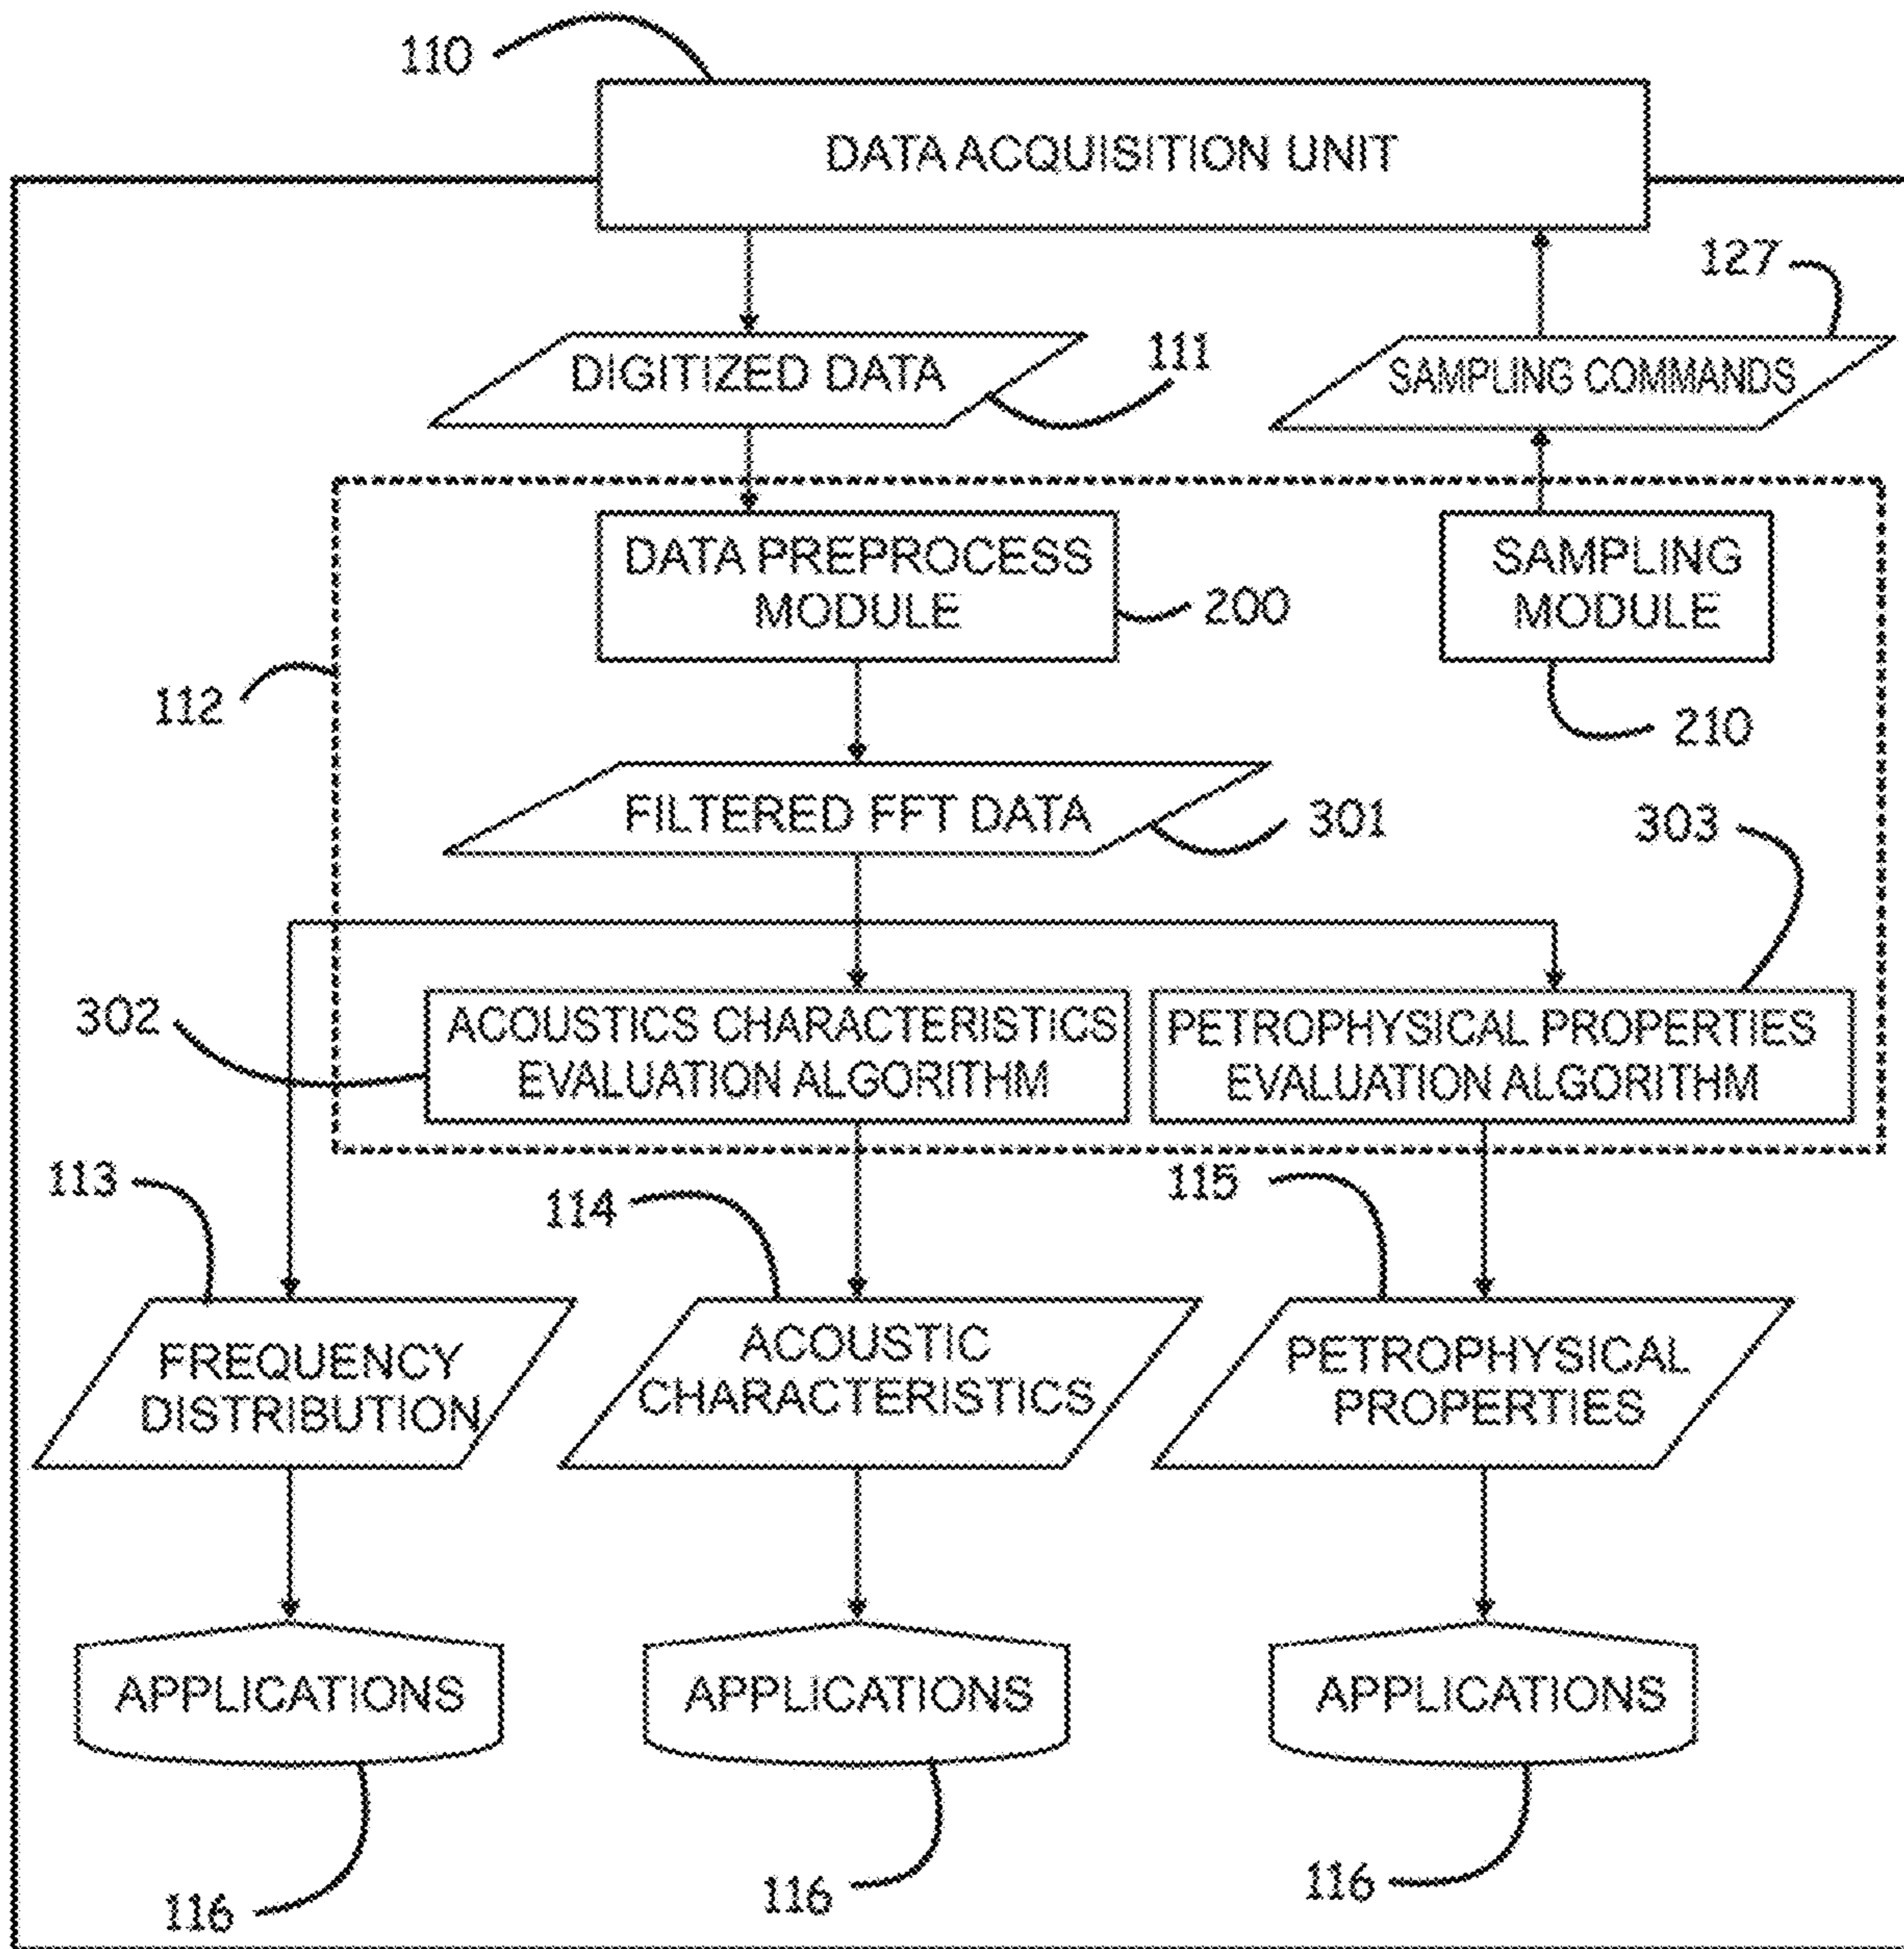 110
DATA ACQUISITION UNIT
127
DIGITIZED DATA
111
SAMPLING COMMANDS
DATA PREPROCESS
MODULE
200
SAMPLING
MODULE
112
210
FILTERED FFT DATA
301
303
302
ACOUSTICS CHARACTERISTICS
EVALUATION ALGORITHM
PETROPHYSICAL PROPERTIES
EVALUATION ALGORITHM
113
114
115
FREQUENCY
DISTRIBUTION
ACOUSTIC
CHARACTERISTICS
PETROPHYSICAL
PROPERTIES
APPLICATIONS
APPLICATIONS
APPLICATIONS
116
116
116